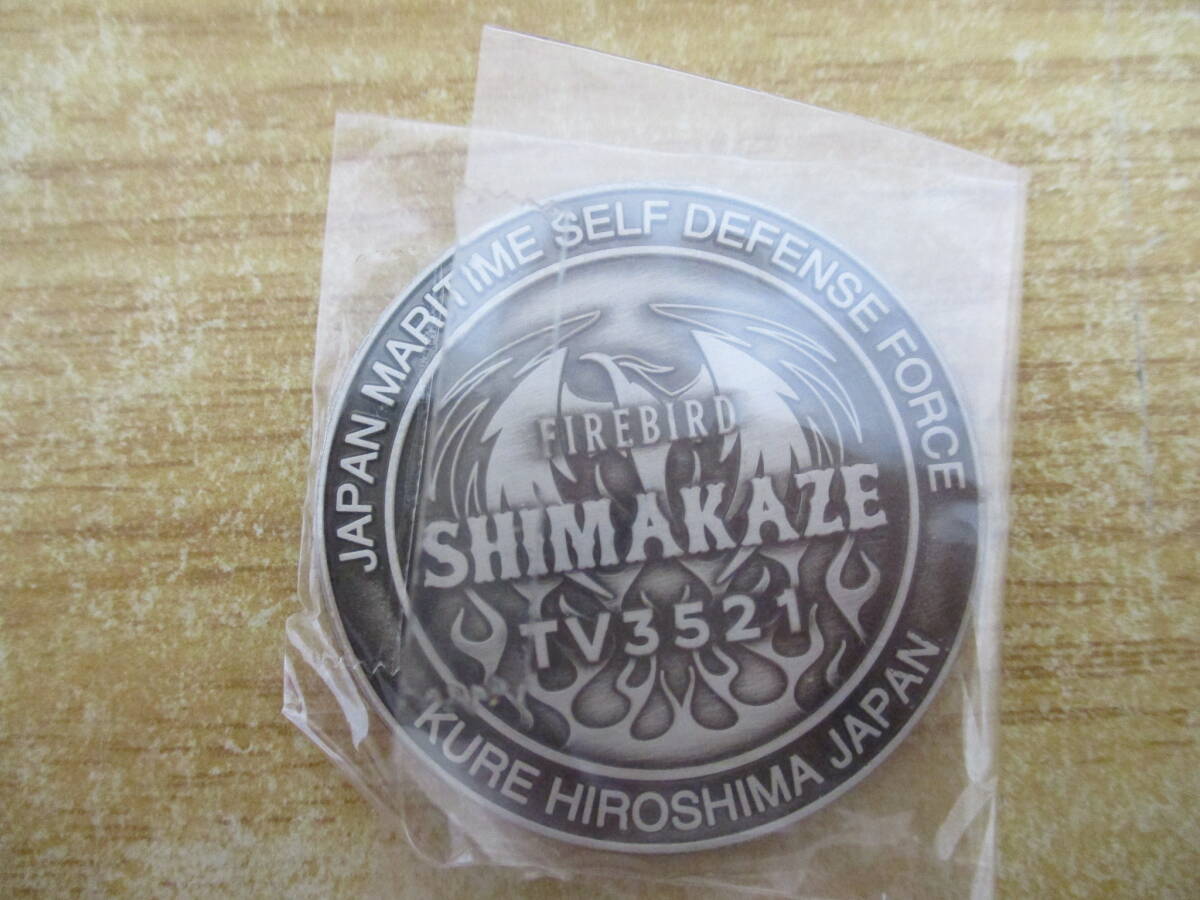 JAPAN MARITIME SELF DEFENSE FORCE
FIREBIRD
SHIMAKAZE
TV3521
KURE HIROSHIMA JAPAN